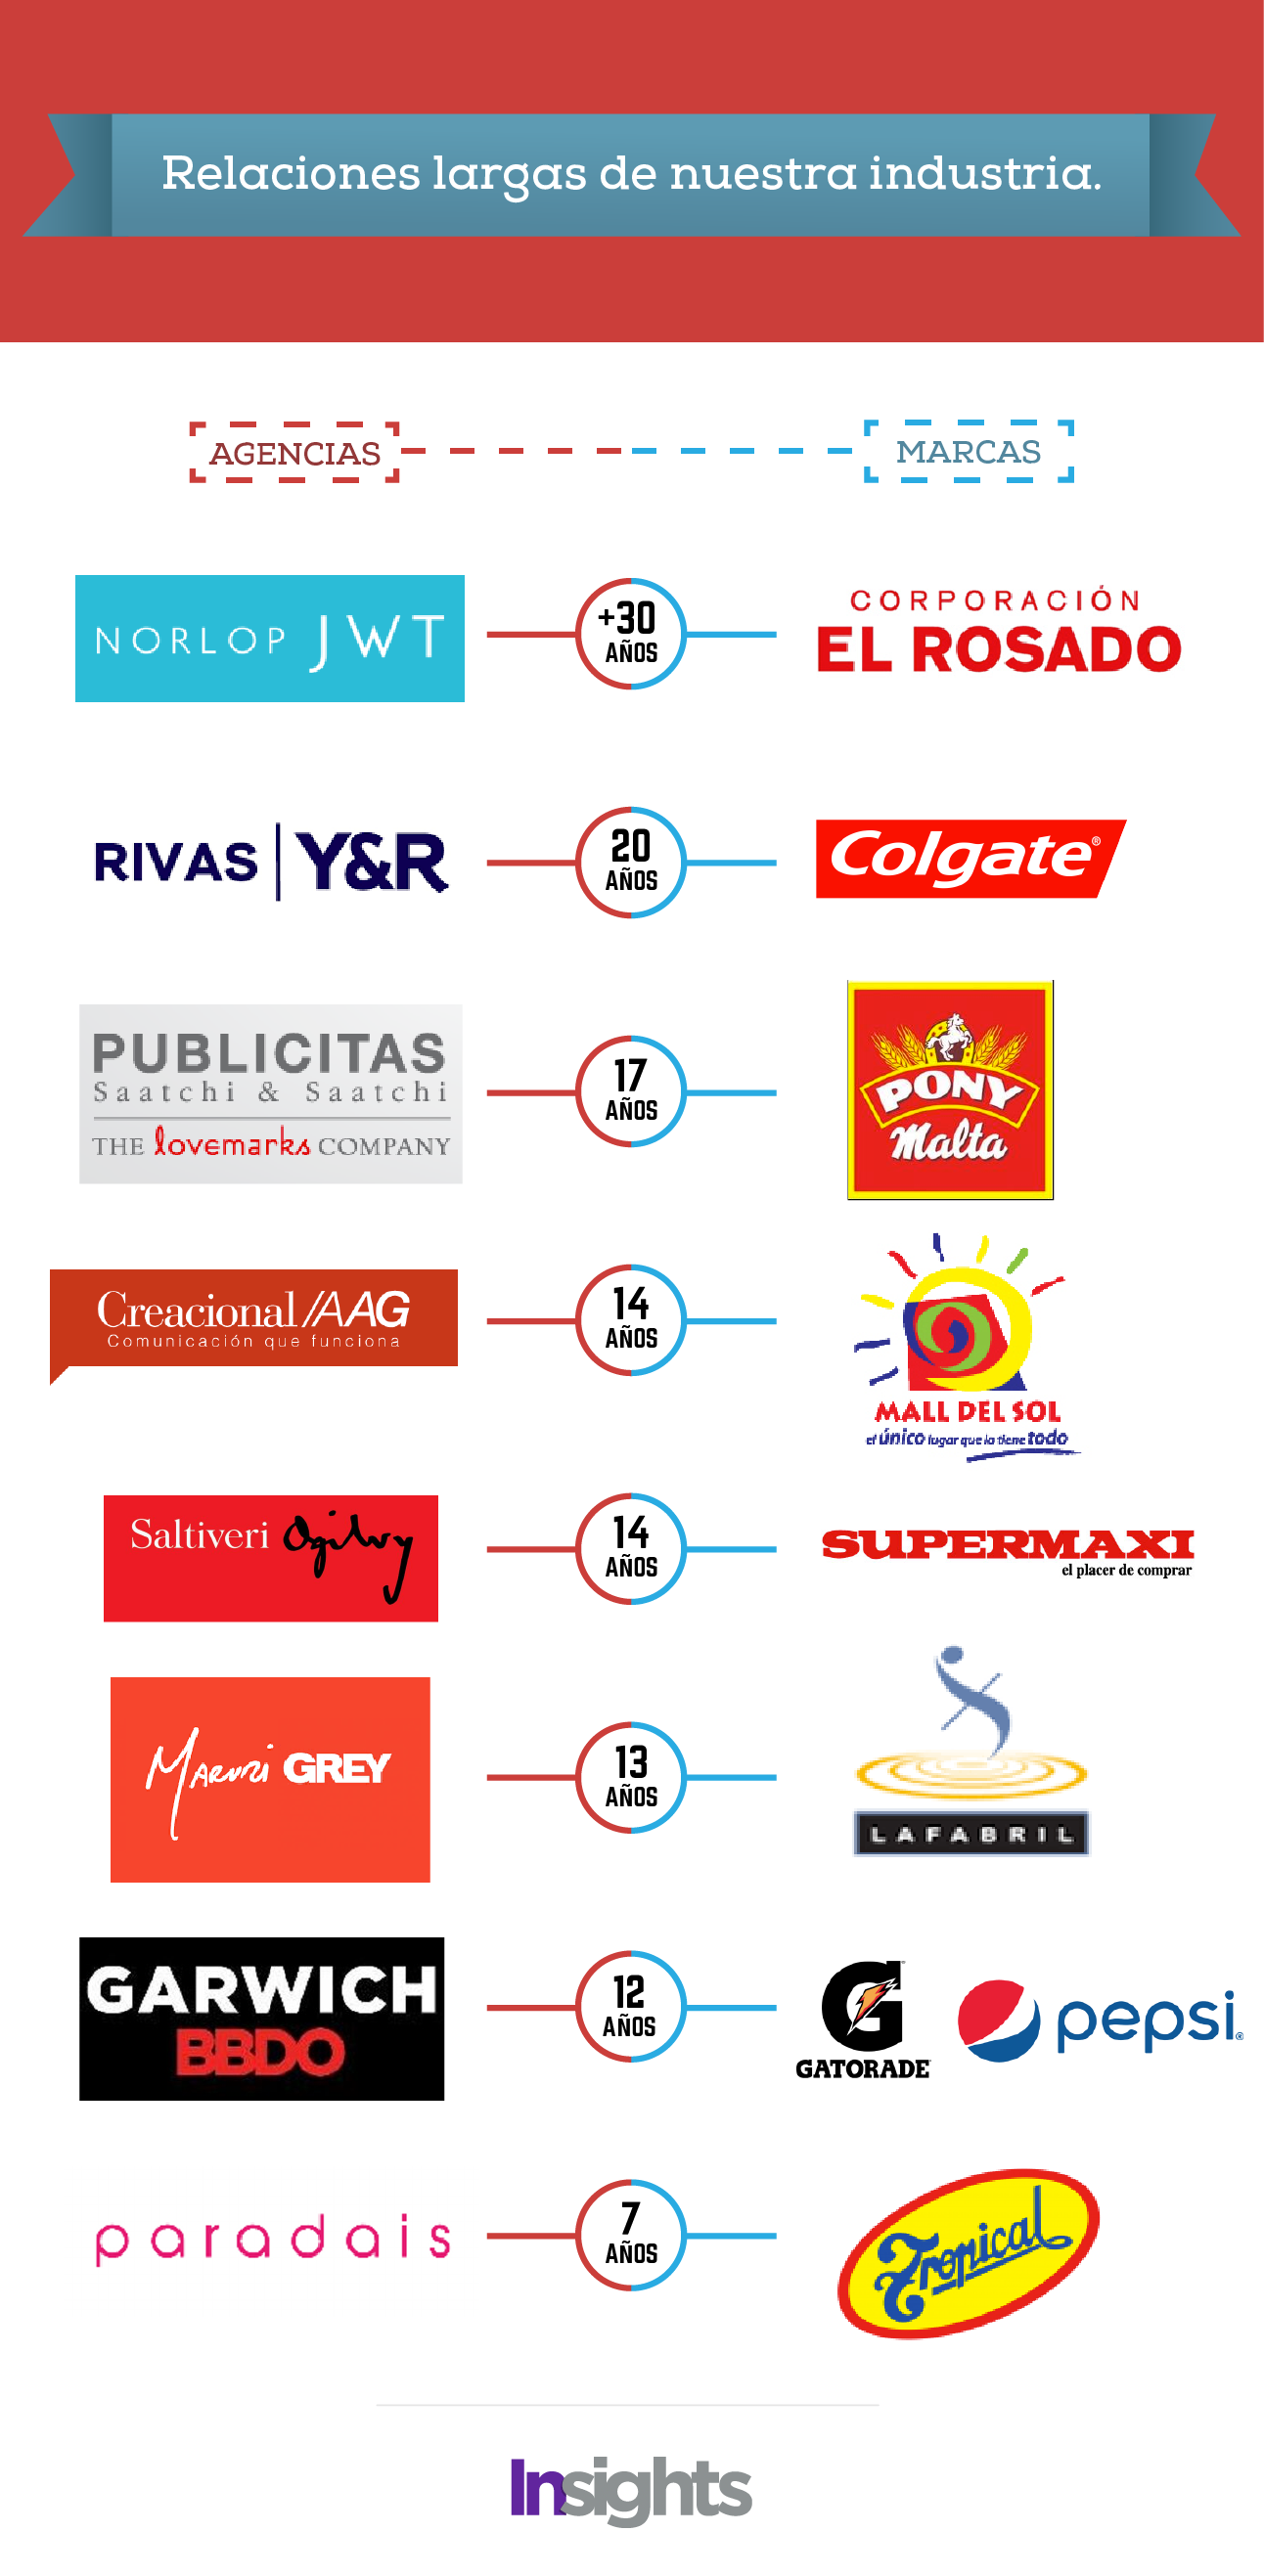 Relaciones largas de nuestra industria.
AGENCIAS
MARCAS
NORLOP JWT
+30
AÑOS
CORPORACIÓN
EL ROSADO
RIVAS Y&R
20
AÑOS
Colgate®
PUBLICITAS
Saatchi & Saatchi
THE lovemarks COMPANY
17
AÑOS
PONY
Malta
Creacional/AAG
Comunicación que funciona
14
AÑOS
MALL DEL SOL
el único lugar que lo tiene todo
Saltiveri Ogilvy
14
AÑOS
SUPERMAXI
el placer de comprar
Maruri GREY
13
AÑOS
LAFABRIL
GARWICH
BBDO
12
AÑOS
G
GATORADE
pepsi®
paradais
7
AÑOS
Tropical
Insights